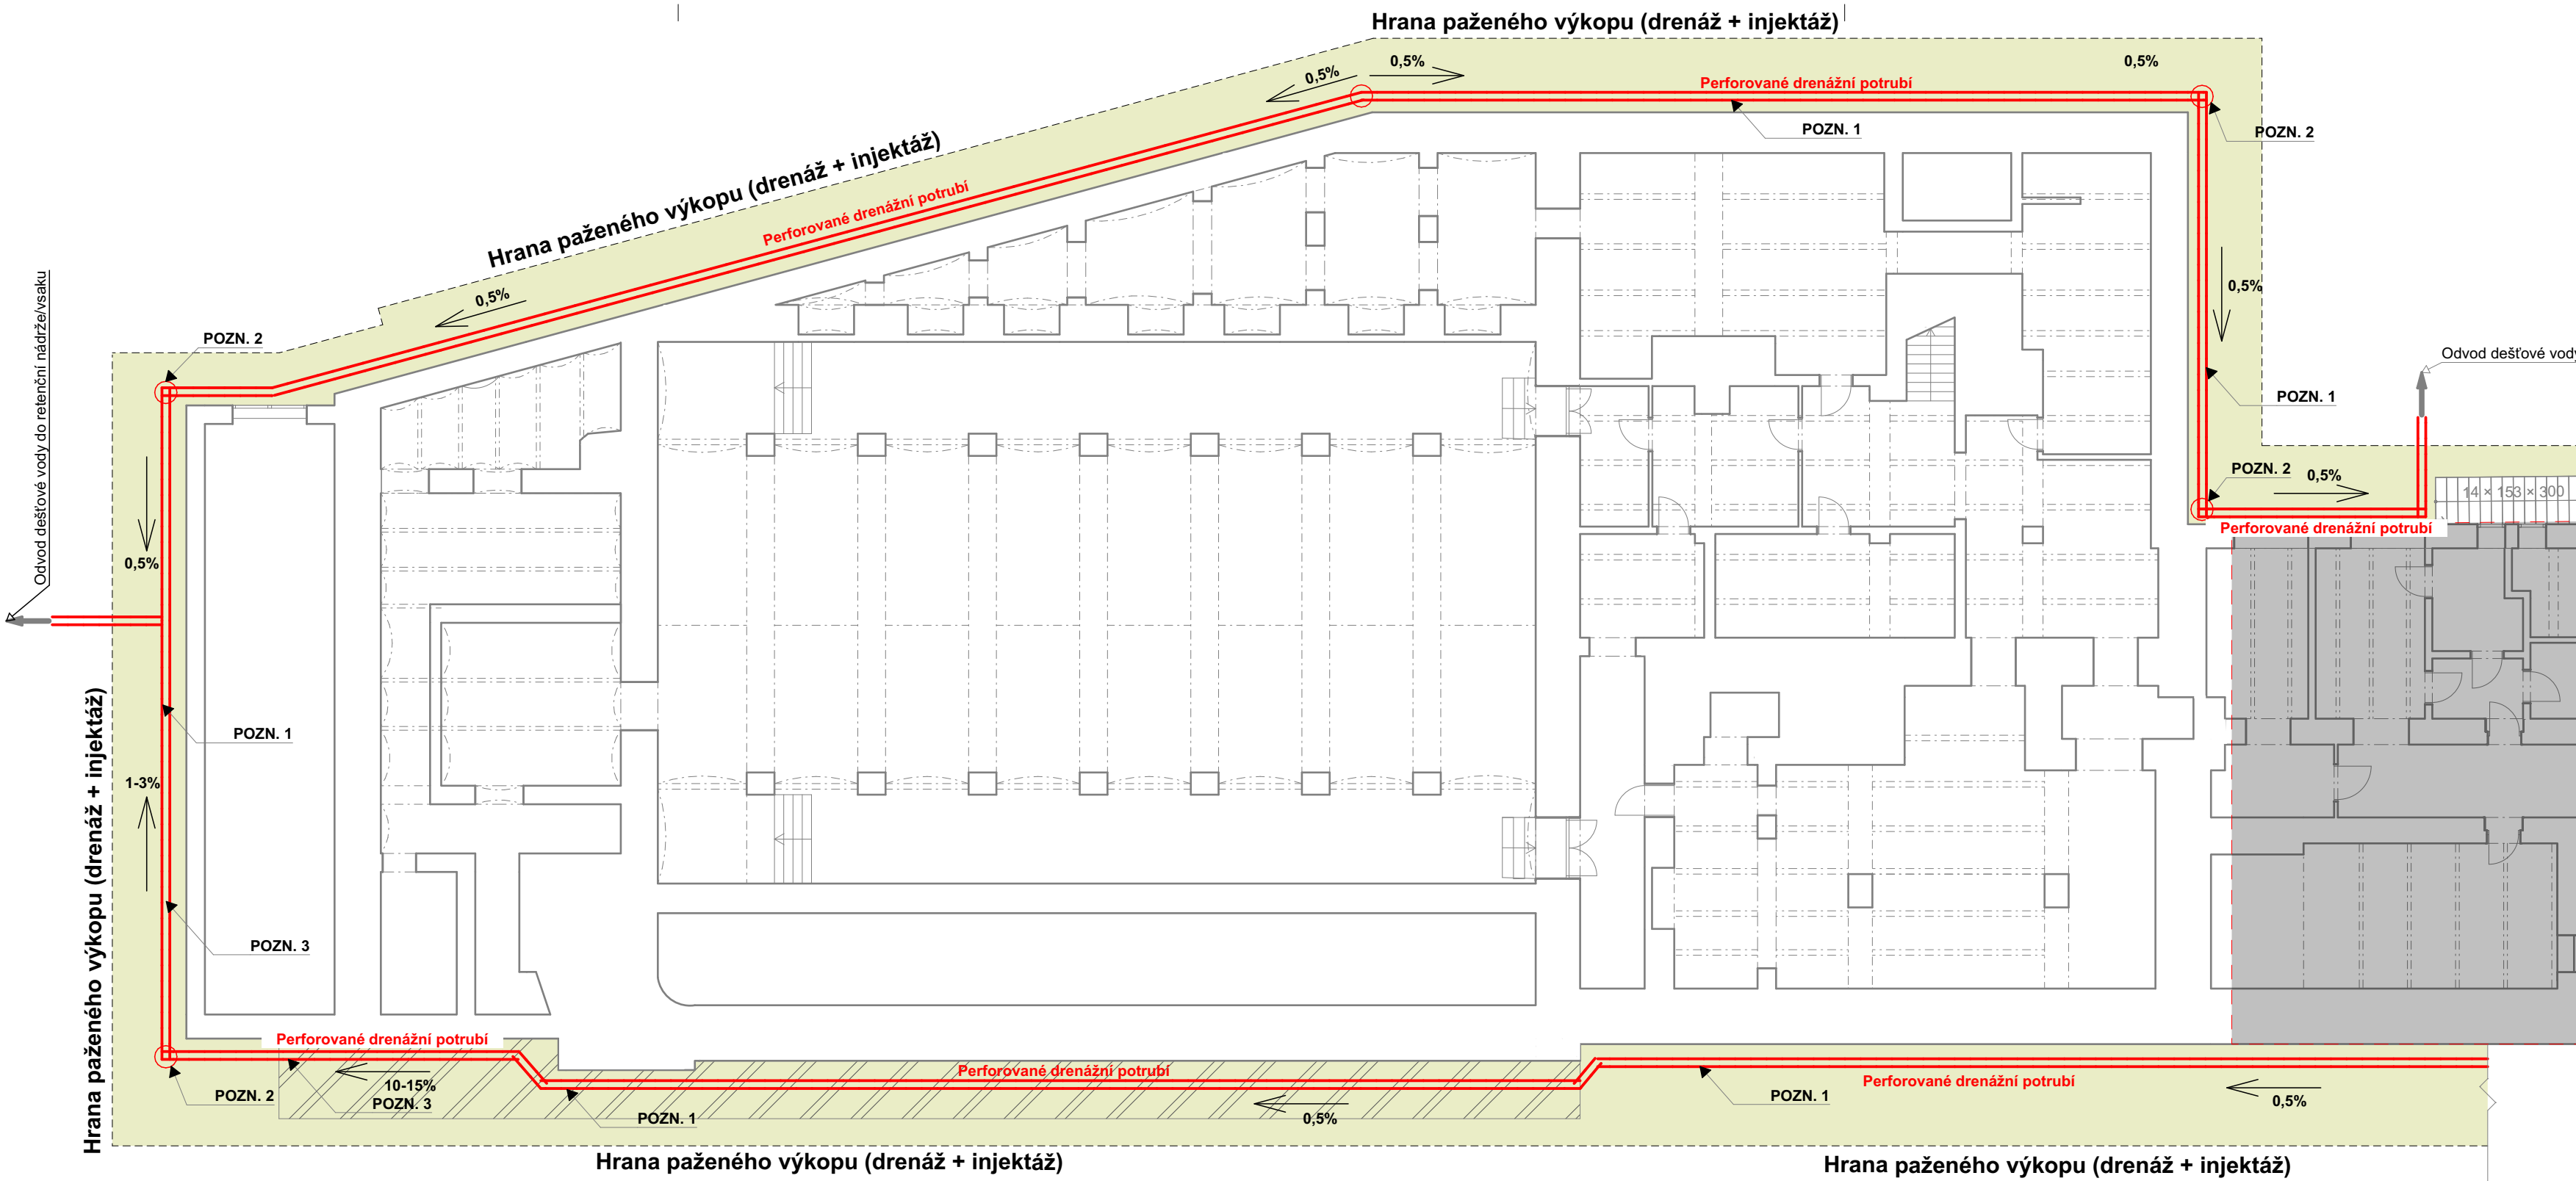 Hrana paženého výkopu (drenáž + injektáž)
0,5%
0,5%
0,5%
Perforované drenážní potrubí
POZN. 1
POZN. 2
Hrana paženého výkopu (drenáž + injektáž)
Perforované drenážní potrubí
0,5%
0,5%
POZN. 2
Odvod dešťové vody do retenční nádrže/vsaku
Odvod dešťové vody
POZN. 1
POZN. 2
0,5%
14 × 153 × 300
Perforované drenážní potrubí
0,5%
POZN. 1
1-3%
Hrana paženého výkopu (drenáž + injektáž)
POZN. 3
Perforované drenážní potrubí
Perforované drenážní potrubí
Perforované drenážní potrubí
10-15%
POZN. 2
POZN. 3
POZN. 1
POZN. 1
0,5%
0,5%
Hrana paženého výkopu (drenáž + injektáž)
Hrana paženého výkopu (drenáž + injektáž)